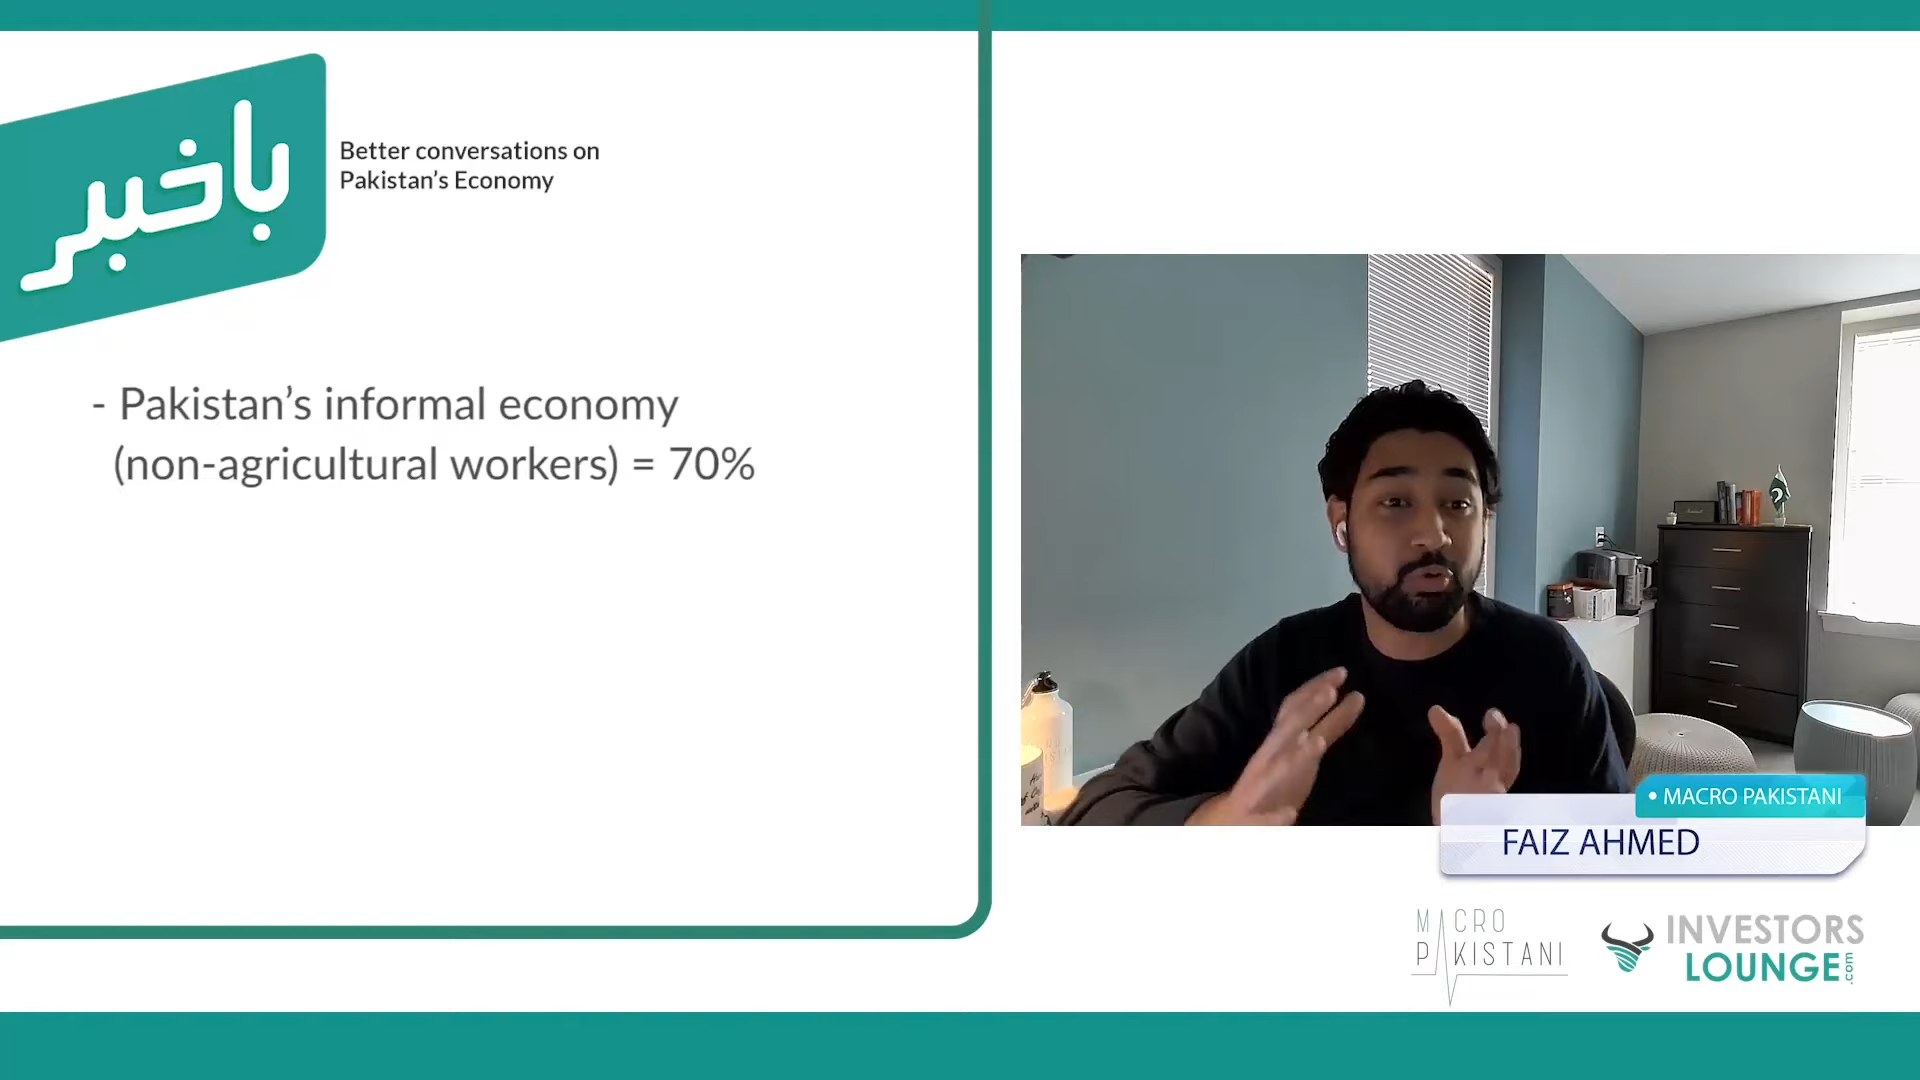 باخبر
Better conversations on
Pakistan's Economy
- Pakistan's informal economy
(non-agricultural workers) = 70%
• MACRO PAKISTANI
FAIZ AHMED
MACRO
PAKISTANI
INVESTORS
LOUNGE.com